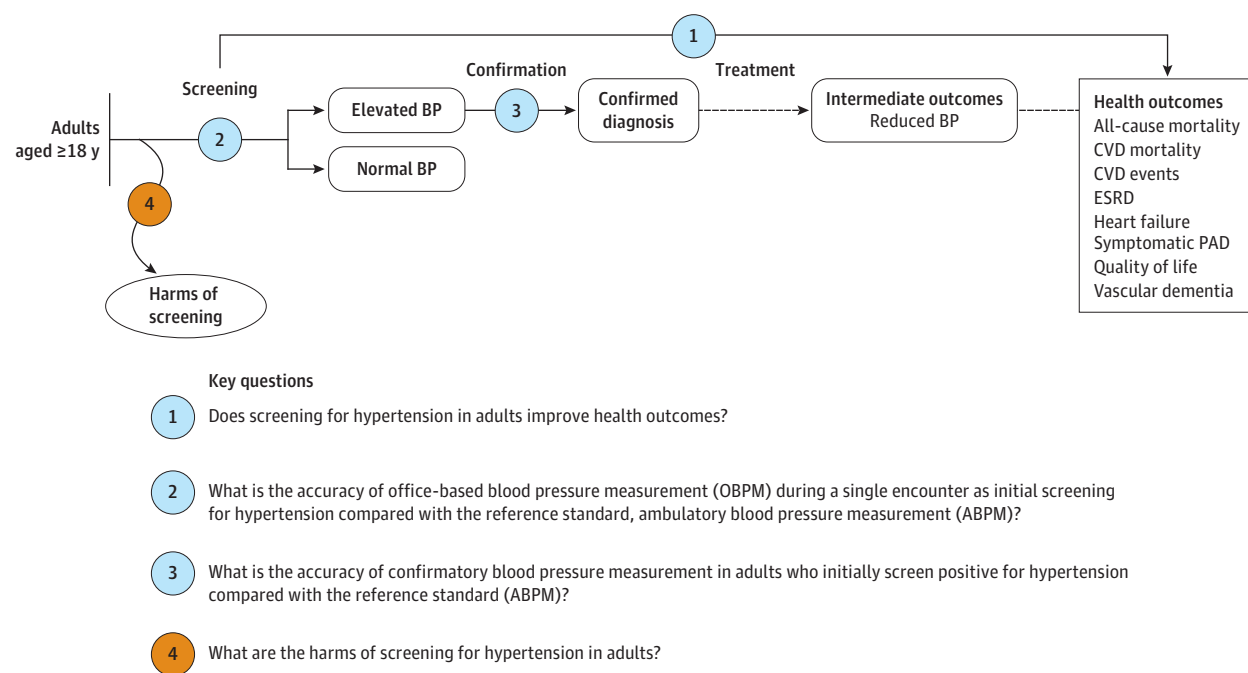 1
Screening
Confirmation
Treatment
Adults
aged ≥18 y
2
Elevated BP
Normal BP
3
Confirmed
diagnosis
Intermediate outcomes
Reduced BP
Health outcomes
All-cause mortality
CVD mortality
CVD events
ESRD
Heart failure
Symptomatic PAD
Quality of life
Vascular dementia
4
Harms of
screening
Key questions
1
Does screening for hypertension in adults improve health outcomes?
2
What is the accuracy of office-based blood pressure measurement (OBPM) during a single encounter as initial screening
for hypertension compared with the reference standard, ambulatory blood pressure measurement (ABPM)?
3
What is the accuracy of confirmatory blood pressure measurement in adults who initially screen positive for hypertension
compared with the reference standard (ABPM)?
4
What are the harms of screening for hypertension in adults?